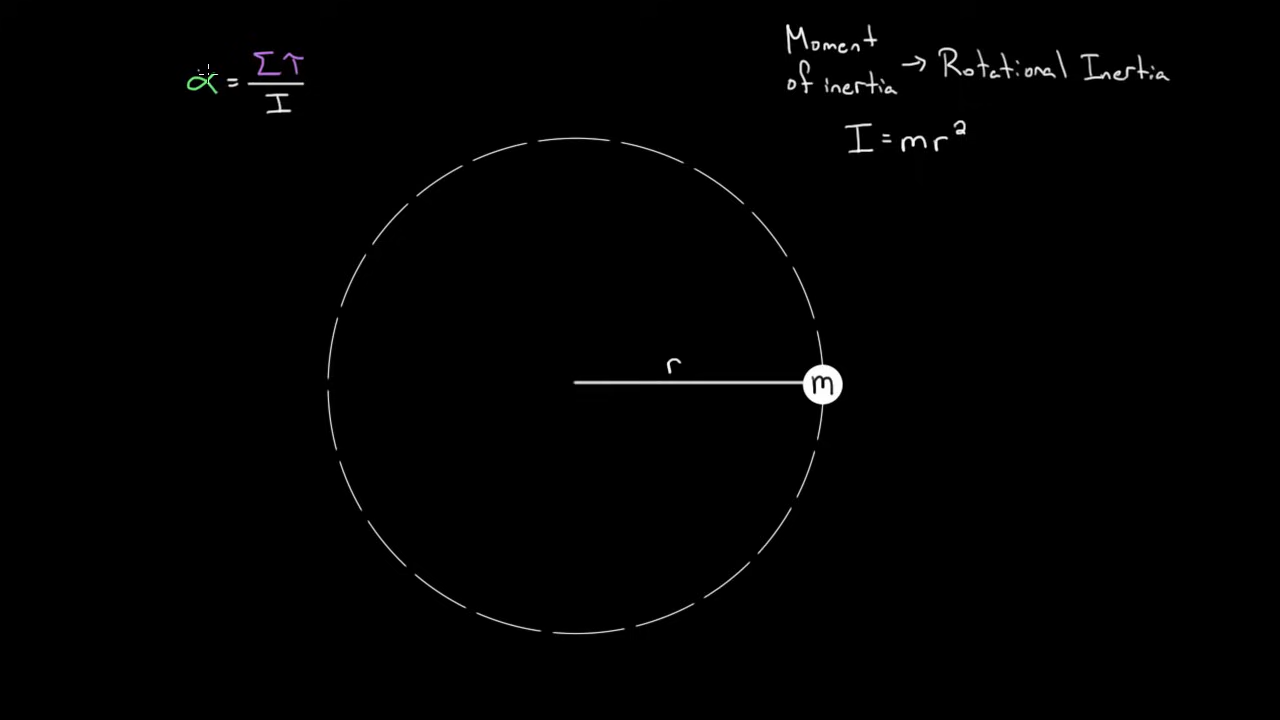 α = Στ / I
Moment
of inertia → Rotational Inertia
I = mr²
r
m